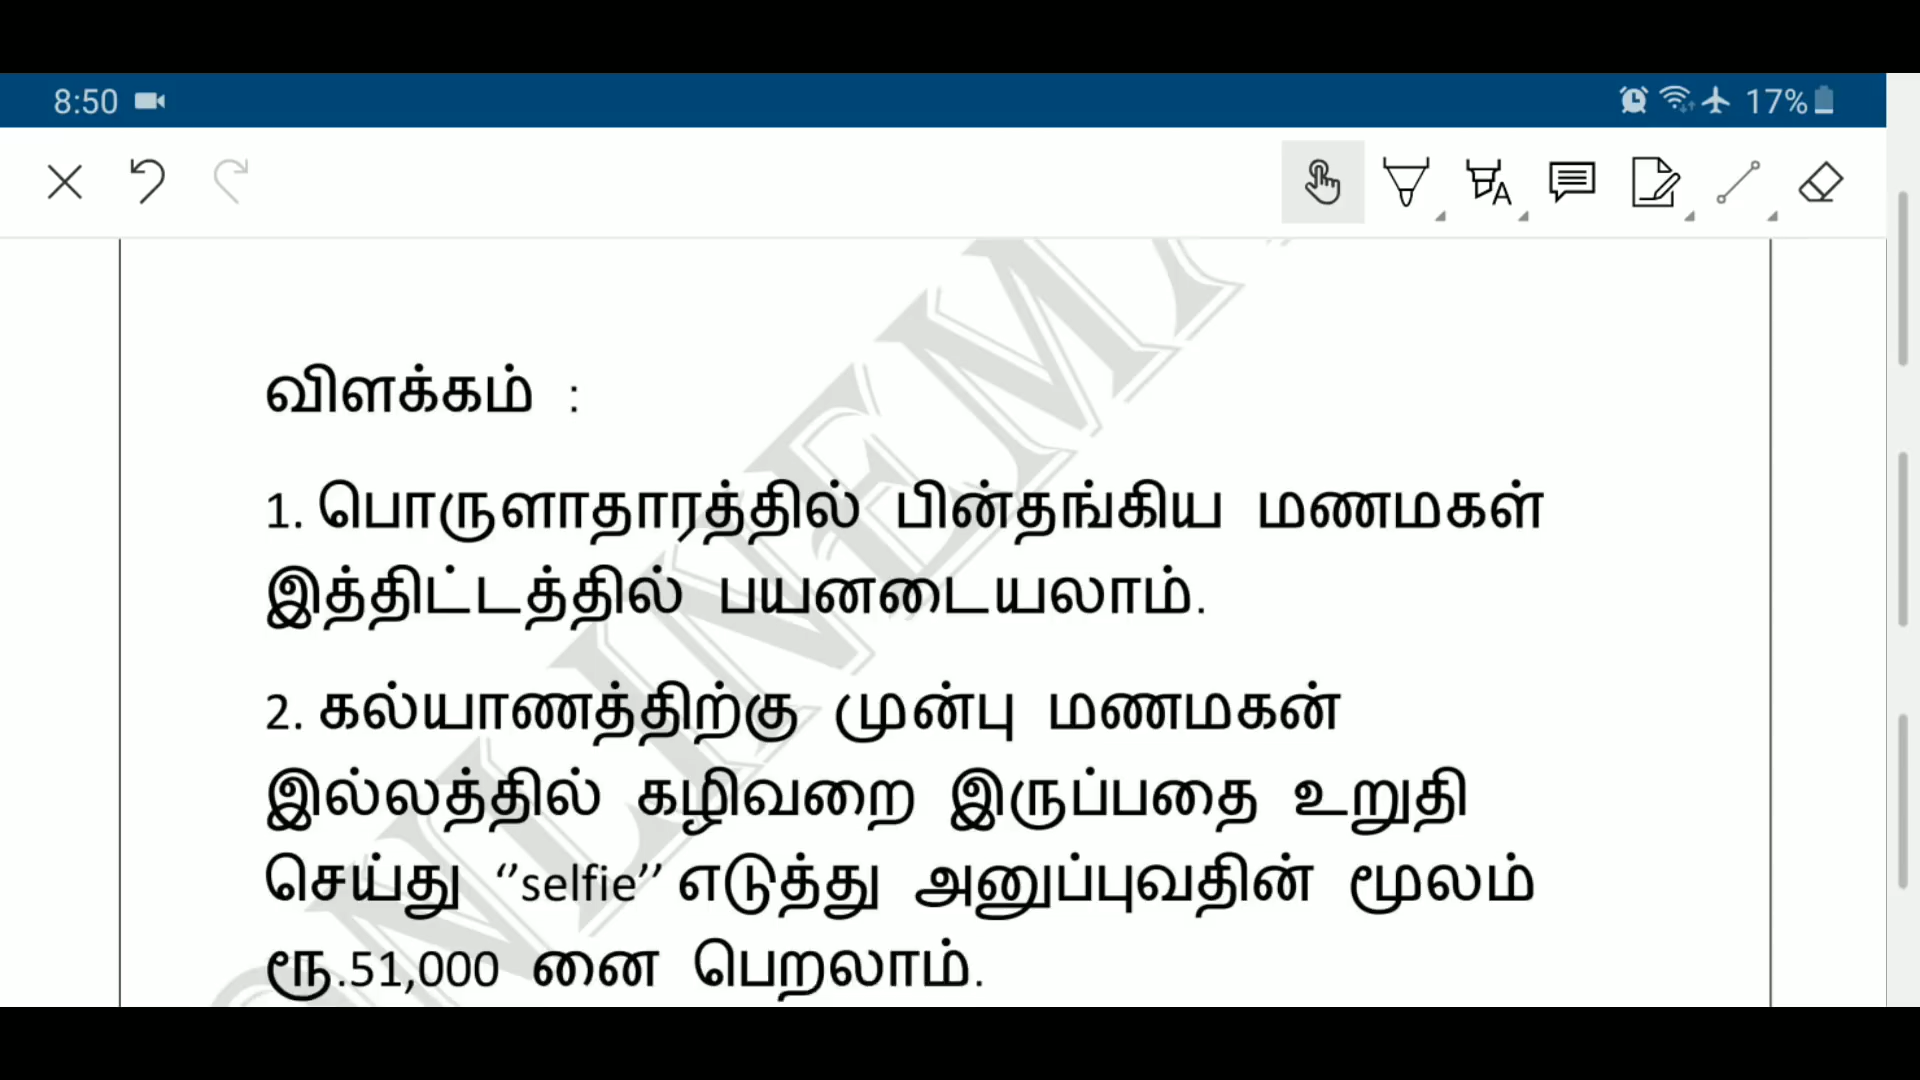 8:50
17%
விளக்கம் :
1. பொருளாதாரத்தில் பின்தங்கிய மணமகள்
இத்திட்டத்தில் பயனடையலாம்.
2. கல்யாணத்திற்கு முன்பு மணமகன்
இல்லத்தில் கழிவறை இருப்பதை உறுதி
செய்து “selfie” எடுத்து அனுப்புவதின் மூலம்
ரூ.51,000 னை பெறலாம்.